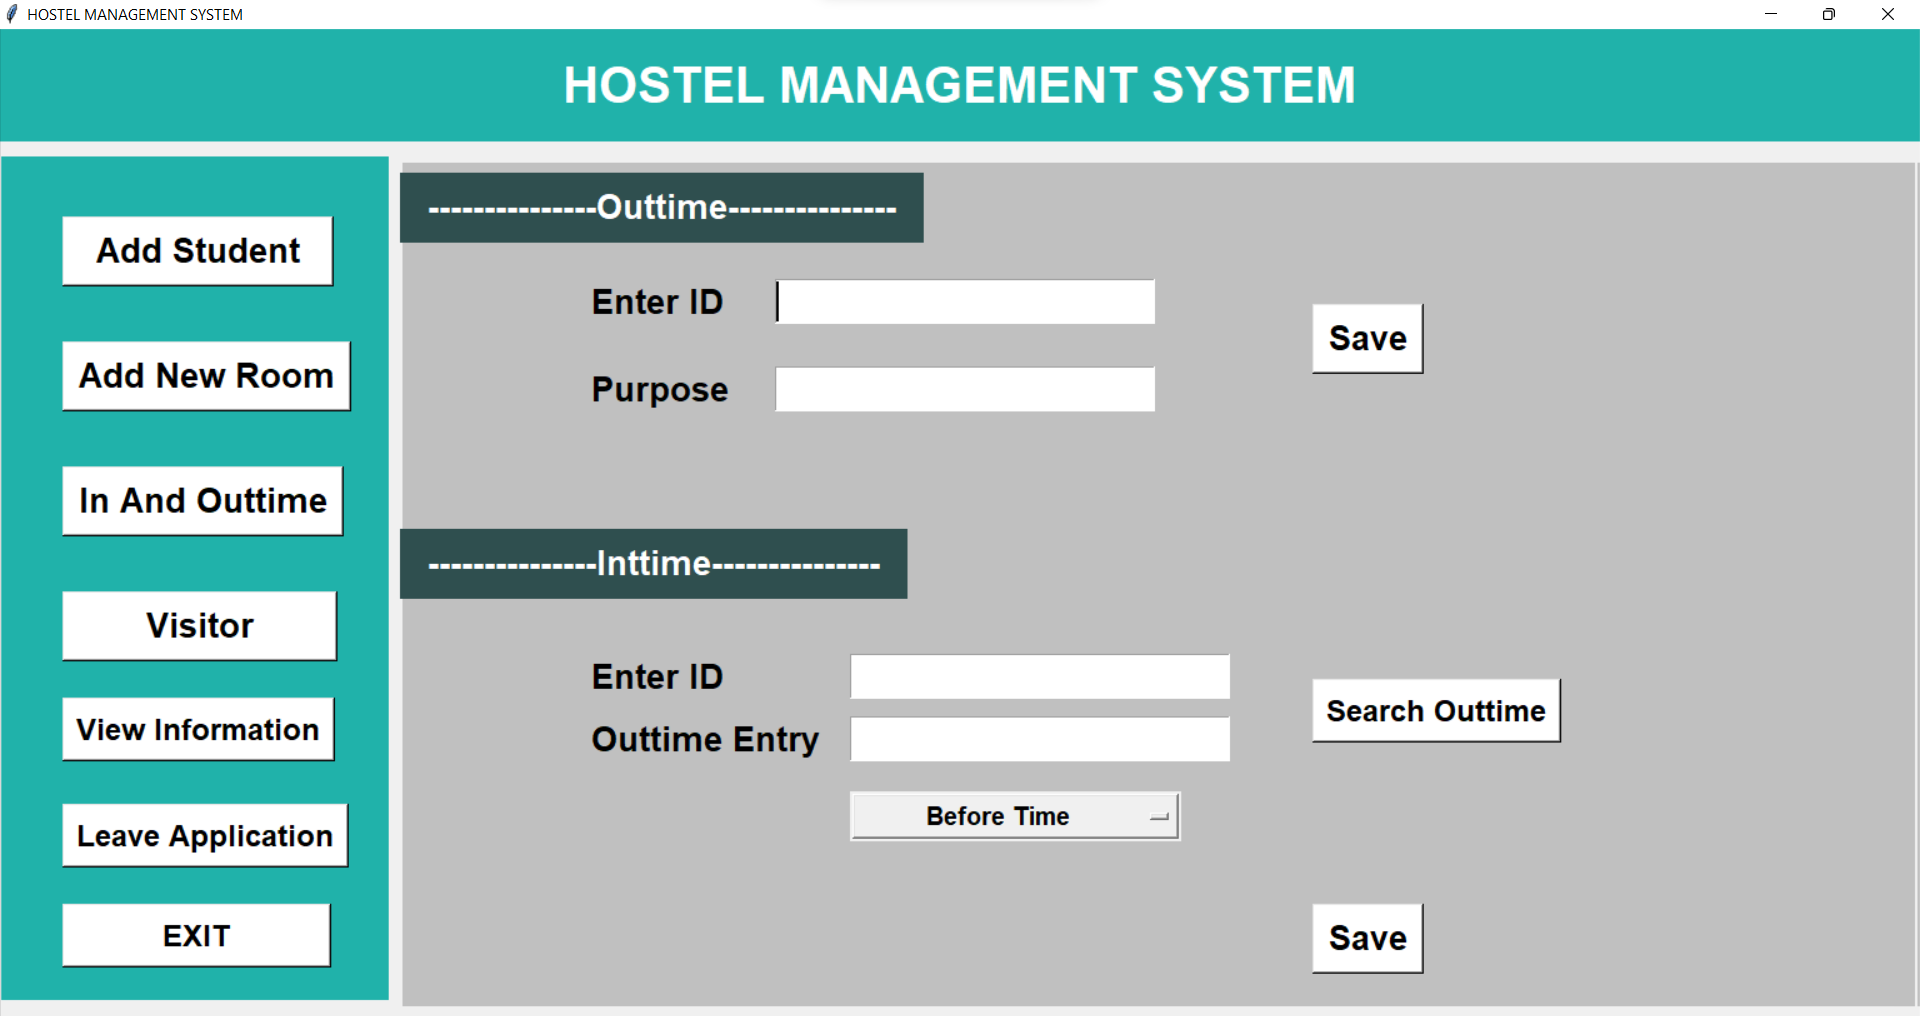 HOSTEL MANAGEMENT SYSTEM
HOSTEL MANAGEMENT SYSTEM
Add Student
Add New Room
In And Outtime
Visitor
View Information
Leave Application
EXIT
---------------Outtime---------------
Enter ID
Purpose
Save
---------------Inttime---------------
Enter ID
Outtime Entry
Search Outtime
Before Time
Save